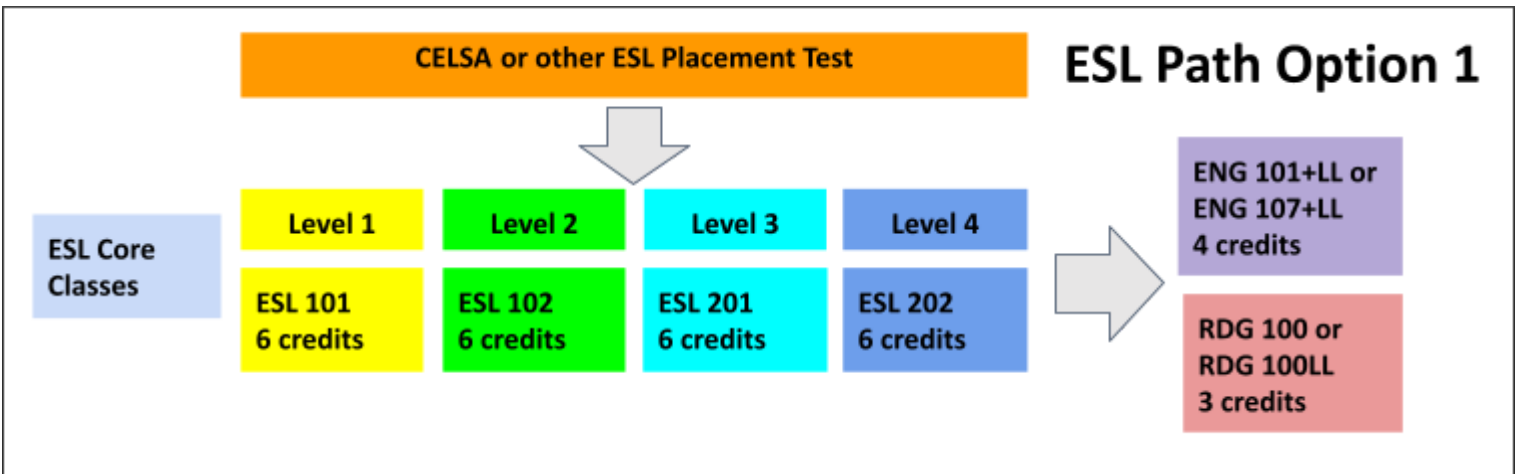 CELSA or other ESL Placement Test
ESL Path Option 1
ESL Core
Classes
Level 1
Level 2
Level 3
Level 4
ESL 101
6 credits
ESL 102
6 credits
ESL 201
6 credits
ESL 202
6 credits
ENG 101+LL or
ENG 107+LL
4 credits
RDG 100 or
RDG 100LL
3 credits